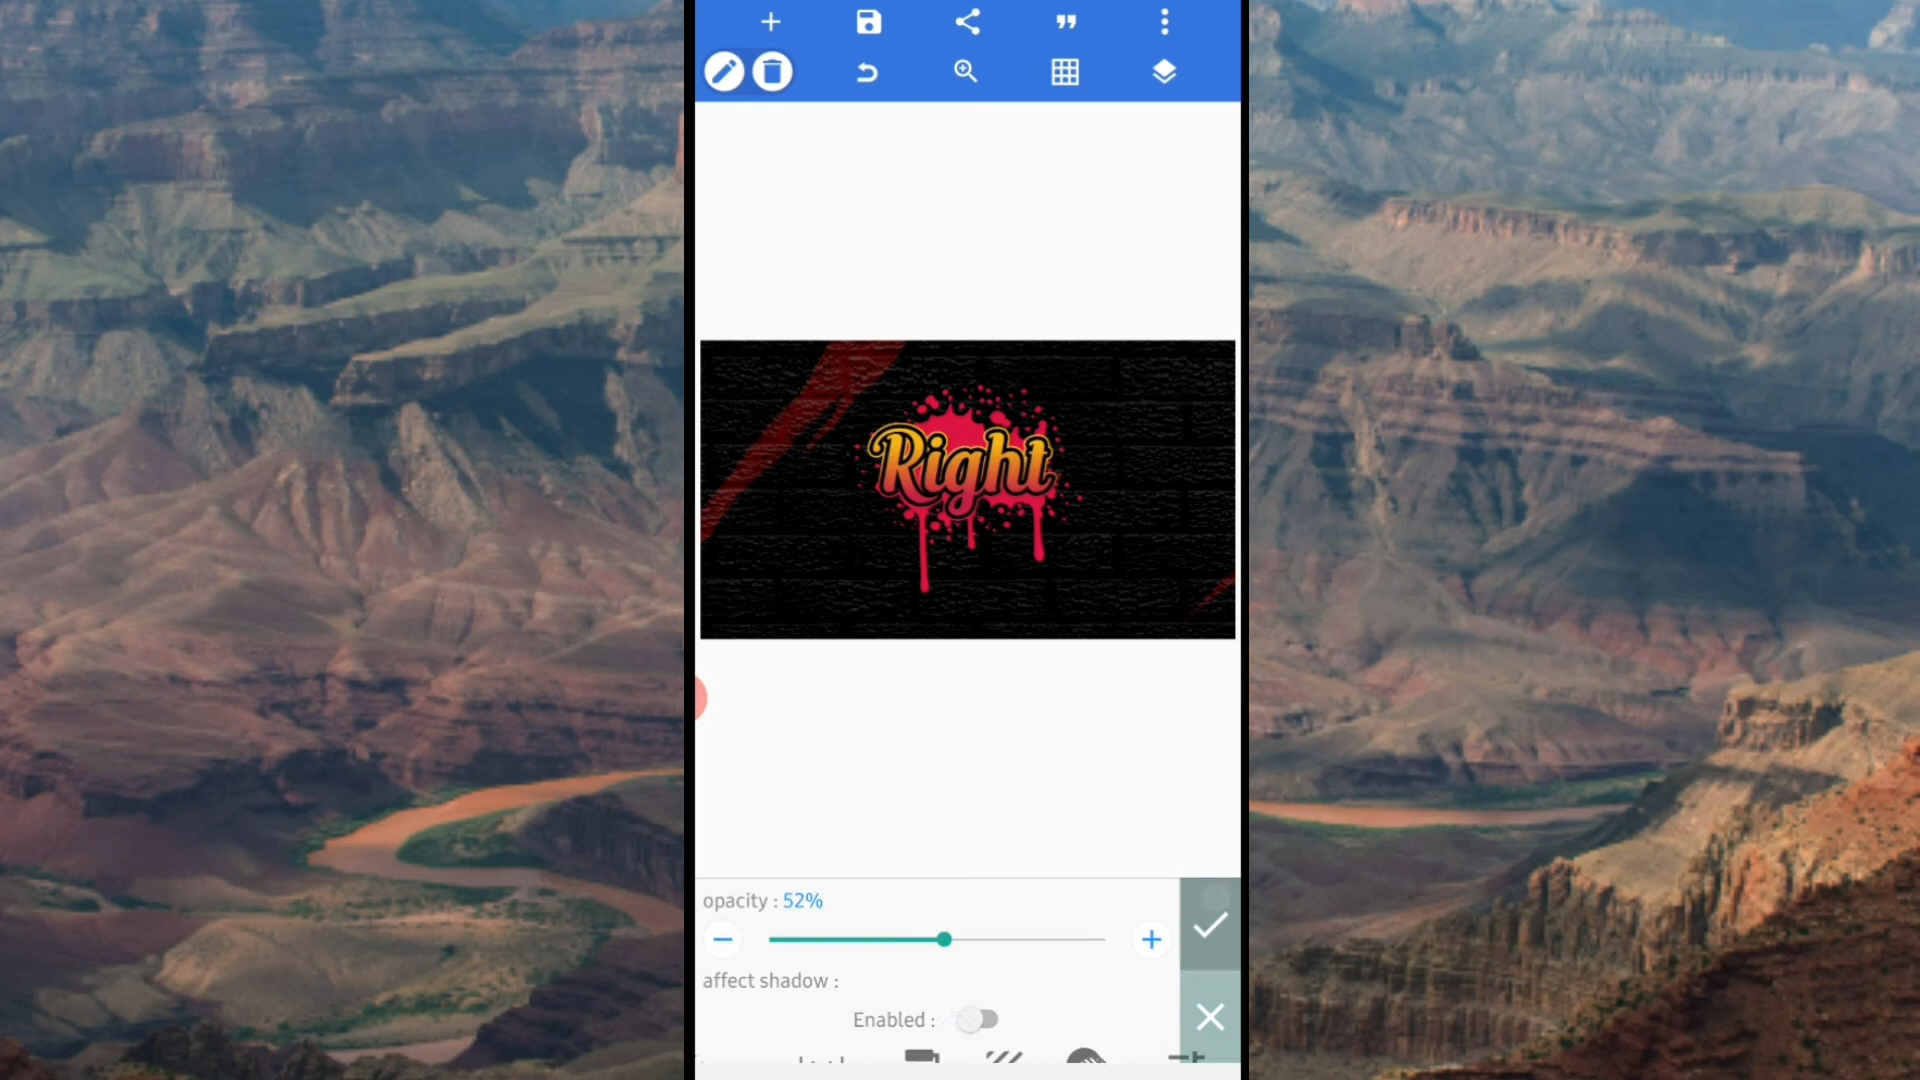 Right
opacity : 52%
affect shadow :
Enabled :